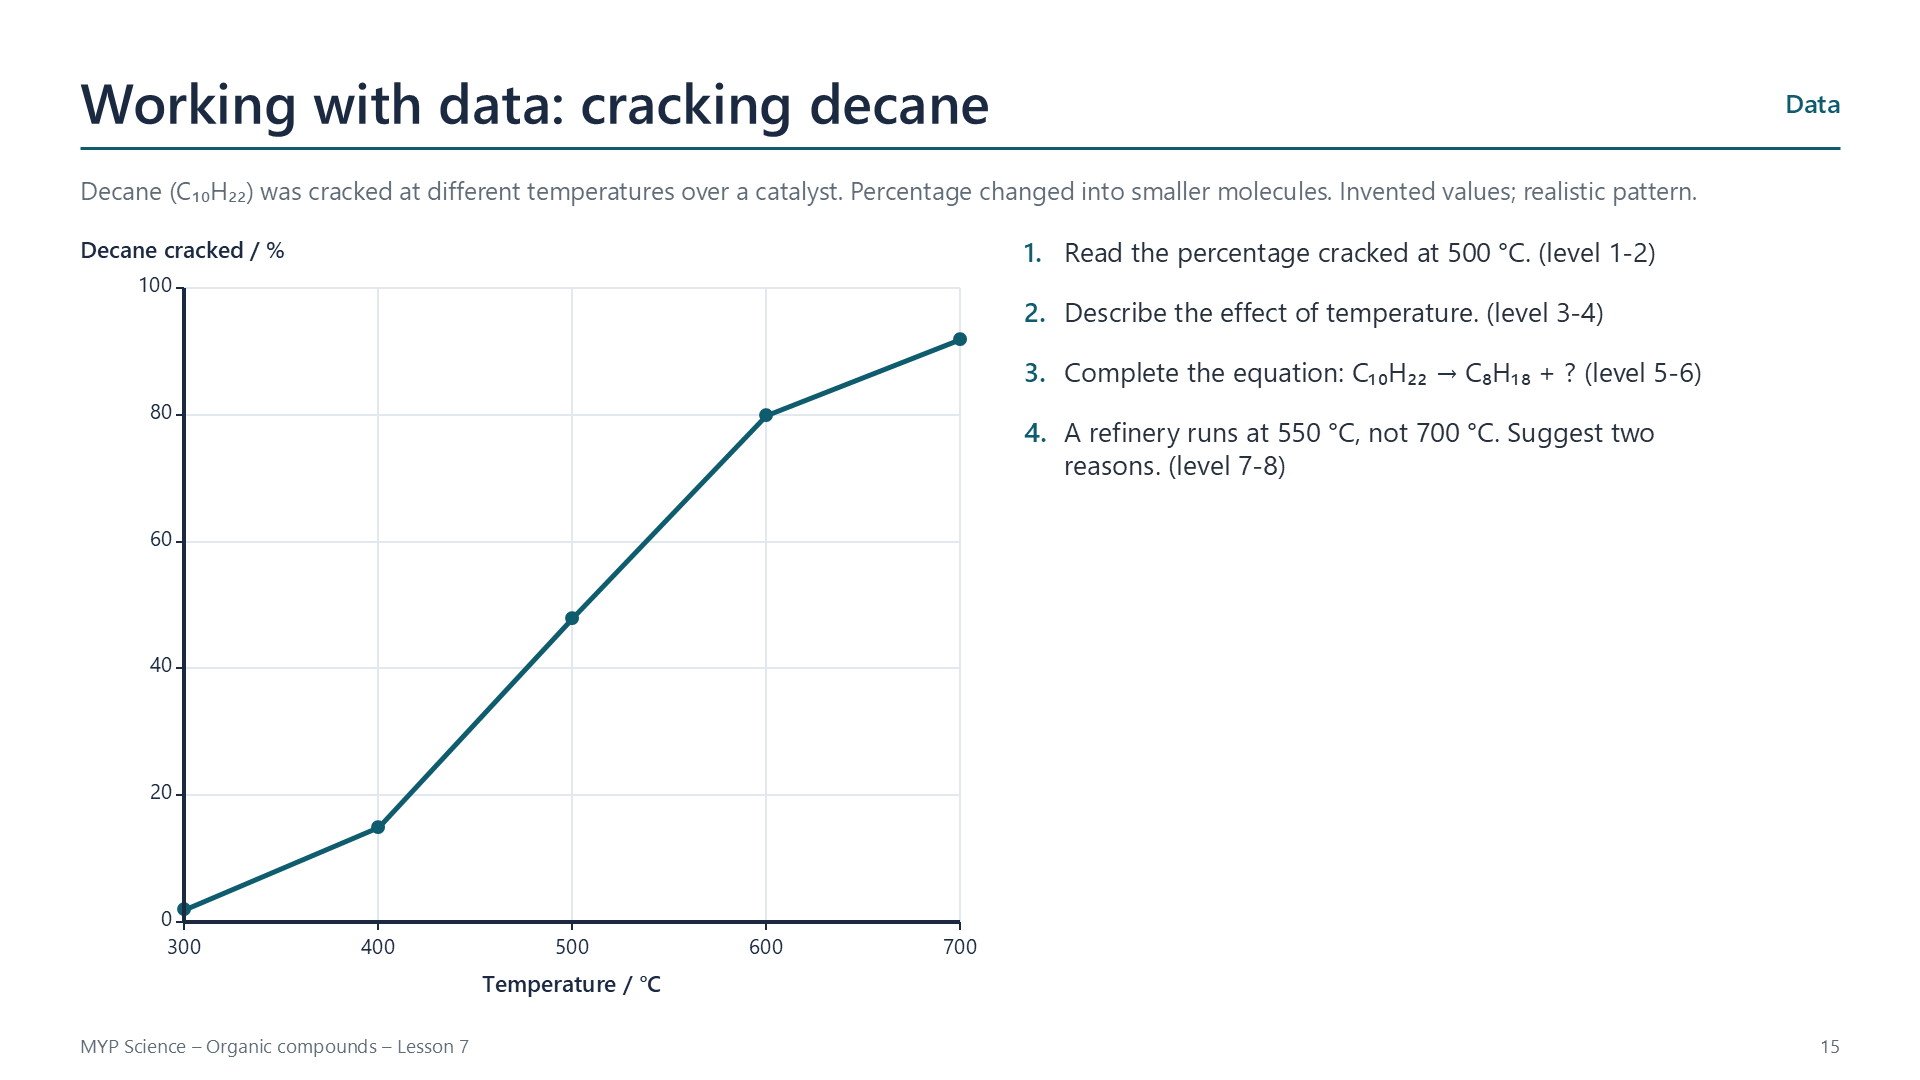 Working with data: cracking decane
Data
Decane (C₁₀H₂₂) was cracked at different temperatures over a catalyst. Percentage changed into smaller molecules. Invented values; realistic pattern.
Decane cracked / %
100
80
60
40
20
0
300
400
500
600
700
Temperature / °C
1. Read the percentage cracked at 500 °C. (level 1-2)
2. Describe the effect of temperature. (level 3-4)
3. Complete the equation: C₁₀H₂₂ → C₈H₁₈ + ? (level 5-6)
4. A refinery runs at 550 °C, not 700 °C. Suggest two
reasons. (level 7-8)
MYP Science – Organic compounds – Lesson 7
15